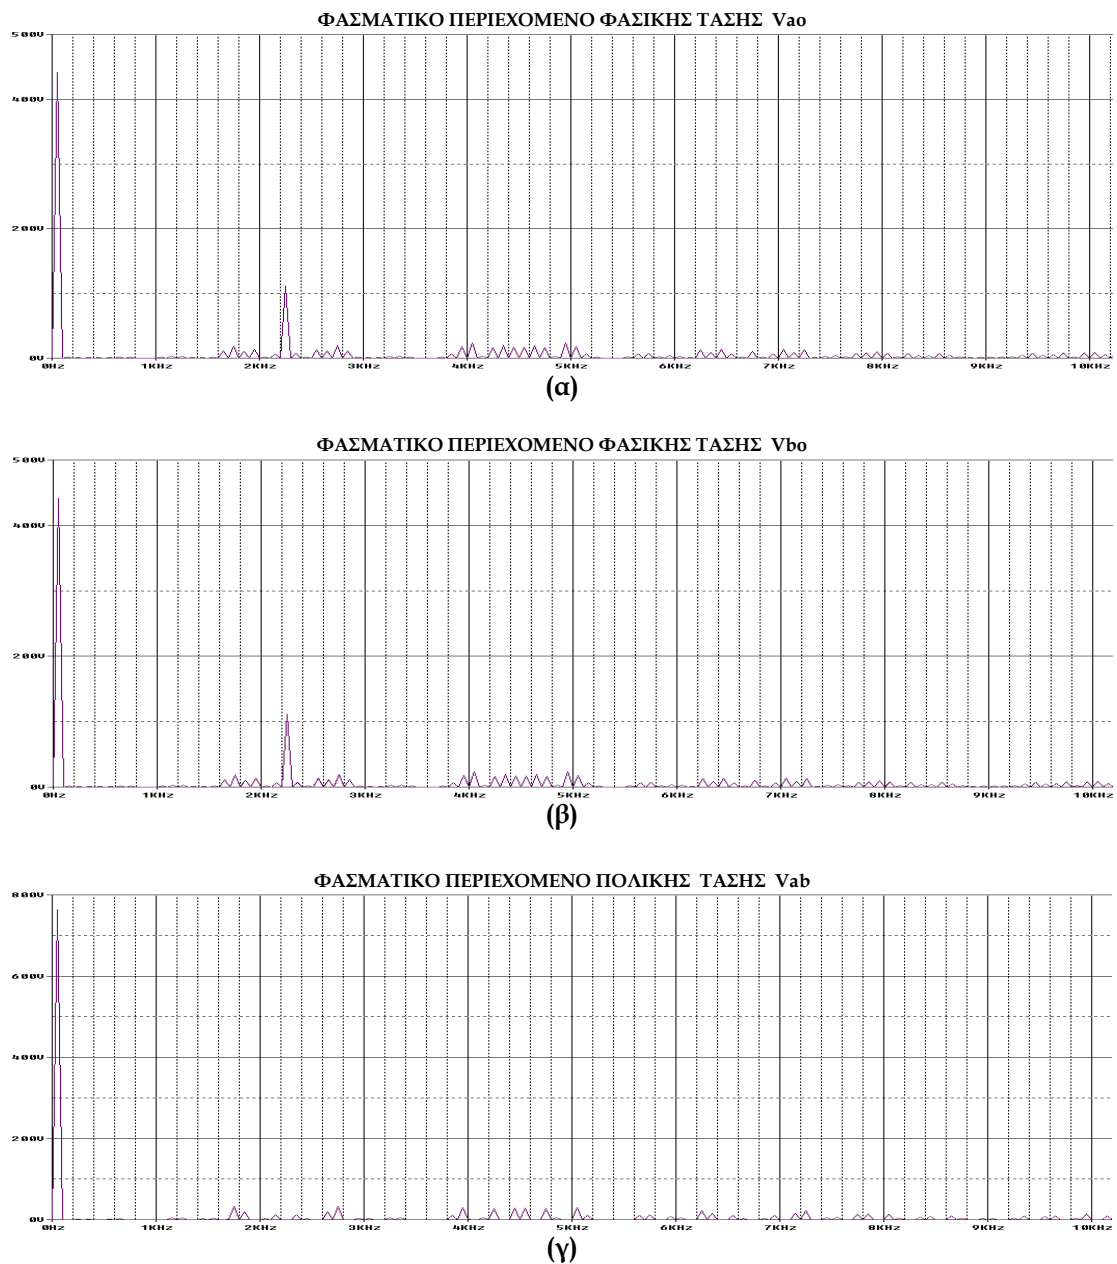 ΦΑΣΜΑΤΙΚΟ ΠΕΡΙΕΧΟΜΕΝΟ ΦΑΣΙΚΗΣ ΤΑΣΗΣ Vao
500V
400V
200V
0V
0Hz 1KHz 2KHz 3KHz 4KHz 5KHz 6KHz 7KHz 8KHz 9KHz 10KHz
(α)
ΦΑΣΜΑΤΙΚΟ ΠΕΡΙΕΧΟΜΕΝΟ ΦΑΣΙΚΗΣ ΤΑΣΗΣ Vbo
500V
400V
200V
0V
0Hz 1KHz 2KHz 3KHz 4KHz 5KHz 6KHz 7KHz 8KHz 9KHz 10KHz
(β)
ΦΑΣΜΑΤΙΚΟ ΠΕΡΙΕΧΟΜΕΝΟ ΠΟΛΙΚΗΣ ΤΑΣΗΣ Vab
800V
600V
400V
200V
0V
0Hz 1KHz 2KHz 3KHz 4KHz 5KHz 6KHz 7KHz 8KHz 9KHz 10KHz
(γ)